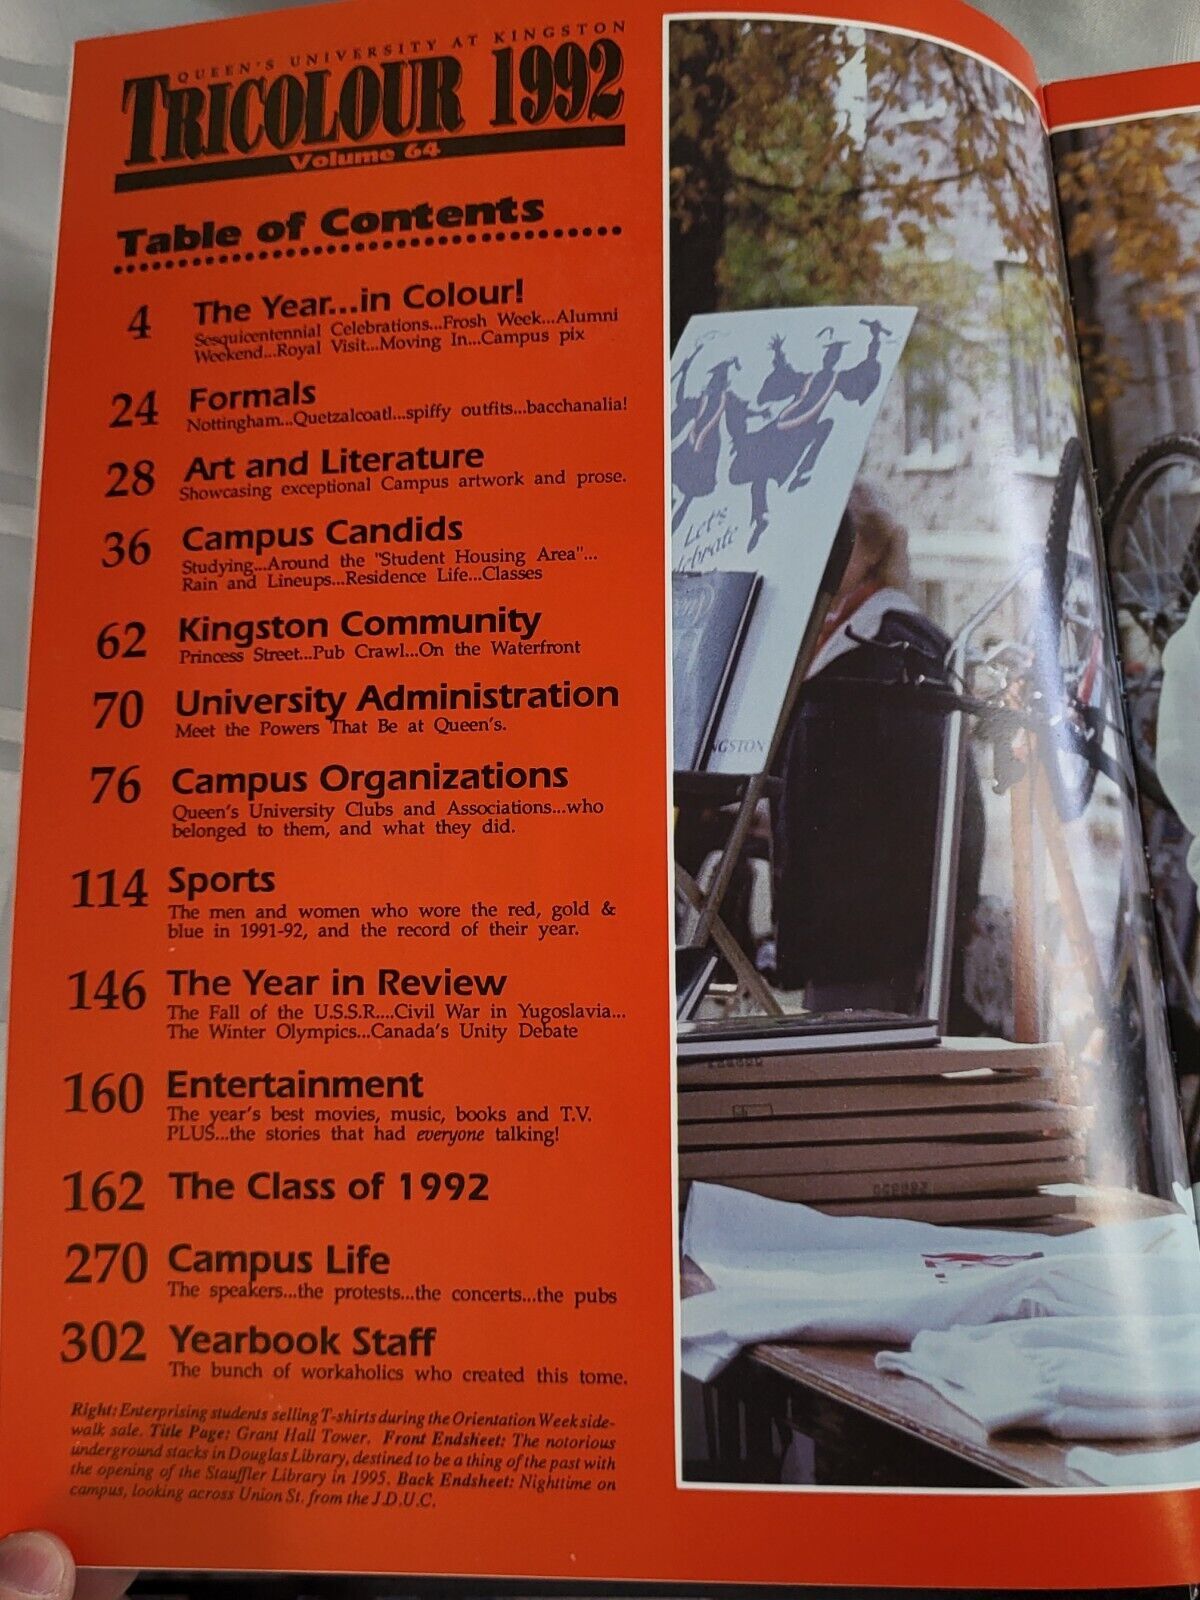 QUEEN'S UNIVERSITY AT KINGSTON
TRICOLOUR 1992
Volume 64
Table of Contents
4 The Year...in Colour!
Sesquicentennial Celebrations...Frosh Week...Alumni
Weekend...Royal Visit...Moving In...Campus pix
24 Formals
Nottingham...Quetzalcoatl...spiffy outfits...bacchanalia!
28 Art and Literature
Showcasing exceptional Campus artwork and prose.
36 Campus Candids
Studying...Around the "Student Housing Area"...
Rain and Lineups...Residence Life...Classes
62 Kingston Community
Princess Street...Pub Crawl...On the Waterfront
70 University Administration
Meet the Powers That Be at Queen's.
76 Campus Organizations
Queen's University Clubs and Associations...who
belonged to them, and what they did.
114 Sports
The men and women who wore the red, gold &
blue in 1991-92, and the record of their year.
146 The Year in Review
The Fall of the U.S.S.R....Civil War in Yugoslavia...
The Winter Olympics...Canada's Unity Debate
160 Entertainment
The year's best movies, music, books and T.V.
PLUS...the stories that had everyone talking!
162 The Class of 1992
270 Campus Life
The speakers...the protests...the concerts...the pubs
302 Yearbook Staff
The bunch of workaholics who created this tome.
Right: Enterprising students selling T-shirts during the Orientation Week side-
walk sale. Title Page: Grant Hall Tower. Front Endsheet: The notorious
underground stacks in Douglas Library, destined to be a thing of the past with
the opening of the Stauffler Library in 1995. Back Endsheet: Nighttime on
campus, looking across Union St. from the J.D.U.C.
Let's
lebrate
NGSTON